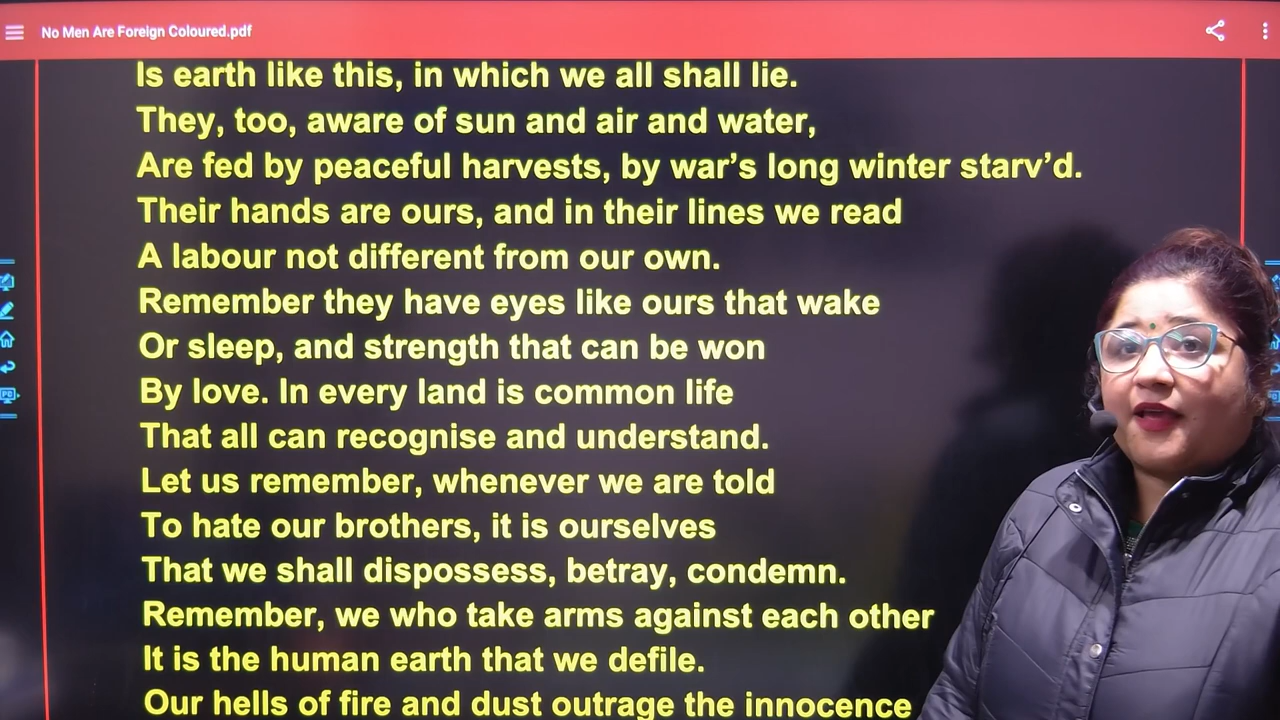 No Men Are Foreign Coloured.pdf
Is earth like this, in which we all shall lie.
They, too, aware of sun and air and water,
Are fed by peaceful harvests, by war’s long winter starv’d.
Their hands are ours, and in their lines we read
A labour not different from our own.
Remember they have eyes like ours that wake
Or sleep, and strength that can be won
By love. In every land is common life
That all can recognise and understand.
Let us remember, whenever we are told
To hate our brothers, it is ourselves
That we shall dispossess, betray, condemn.
Remember, we who take arms against each other
It is the human earth that we defile.
Our hells of fire and dust outrage the innocence